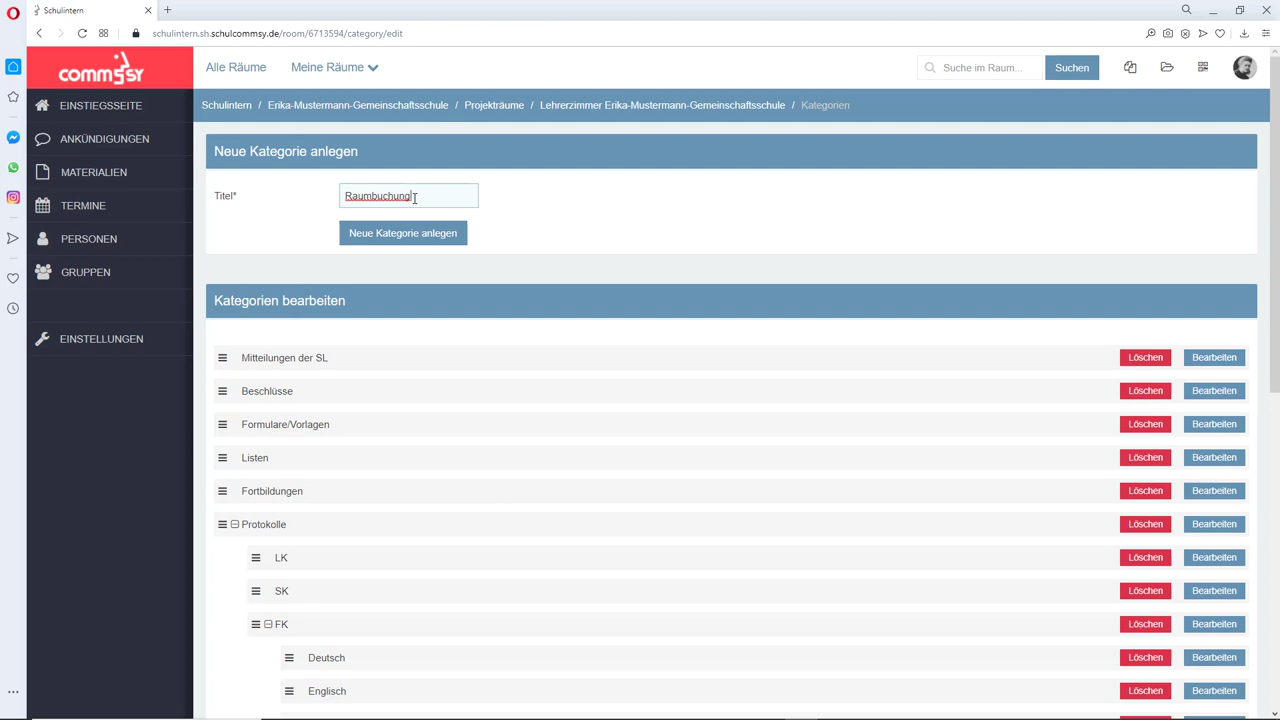 Schulintern
schulintern.sh.schulcommsy.de/room/6713594/category/edit
commsy
Alle Räume
Meine Räume
Suche im Raum...
Suchen
EINSTIEGSSEITE
ANKÜNDIGUNGEN
MATERIALIEN
TERMINE
PERSONEN
GRUPPEN
EINSTELLUNGEN
Schulintern / Erika-Mustermann-Gemeinschaftsschule / Projekträume / Lehrerzimmer Erika-Mustermann-Gemeinschaftsschule / Kategorien
Neue Kategorie anlegen
Titel* Raumbuchung
Neue Kategorie anlegen
Kategorien bearbeiten
Mitteilungen der SL Löschen Bearbeiten
Beschlüsse Löschen Bearbeiten
Formulare/Vorlagen Löschen Bearbeiten
Listen Löschen Bearbeiten
Fortbildungen Löschen Bearbeiten
Protokolle Löschen Bearbeiten
LK Löschen Bearbeiten
SK Löschen Bearbeiten
FK Löschen Bearbeiten
Deutsch Löschen Bearbeiten
Englisch Löschen Bearbeiten